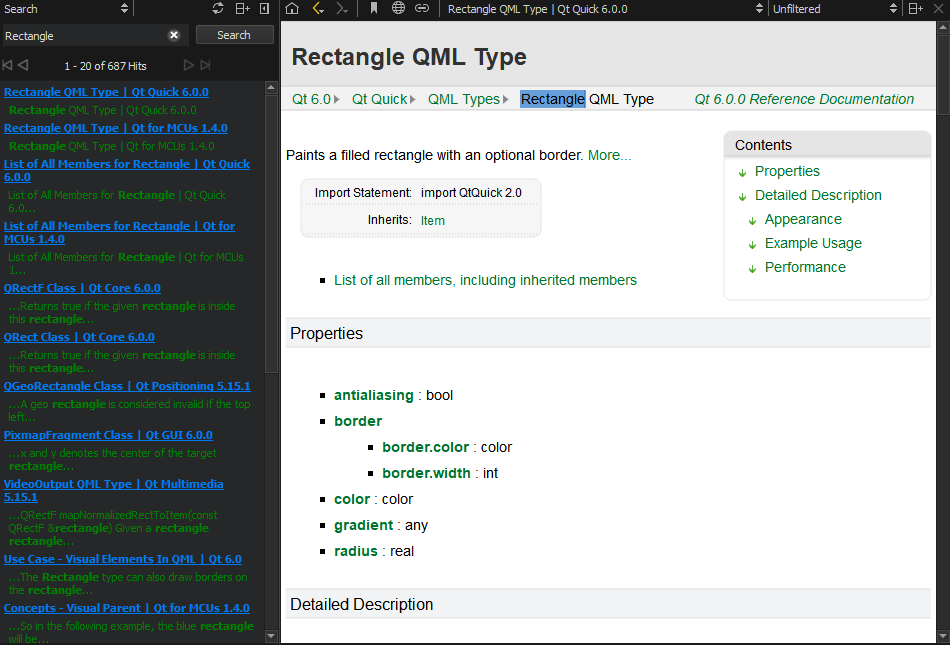 Search
Rectangle QML Type | Qt Quick 6.0.0
Unfiltered
Rectangle
Search
1 - 20 of 687 Hits
Rectangle QML Type | Qt Quick 6.0.0
Rectangle QML Type | Qt Quick 6.0.0
Rectangle QML Type | Qt for MCUs 1.4.0
Rectangle QML Type | Qt for MCUs 1.4.0
List of All Members for Rectangle | Qt Quick
6.0.0
List of All Members for Rectangle | Qt Quick
6.0...
List of All Members for Rectangle | Qt for
MCUs 1.4.0
List of All Members for Rectangle | Qt for MCUs
1...
QRectF Class | Qt Core 6.0.0
...Returns true if the given rectangle is inside
this rectangle...
QRect Class | Qt Core 6.0.0
...Returns true if the given rectangle is inside
this rectangle...
QGeoRectangle Class | Qt Positioning 5.15.1
...A geo rectangle is considered invalid if the top
left...
PixmapFragment Class | Qt GUI 6.0.0
...x and y denotes the center of the target
rectangle...
VideoOutput QML Type | Qt Multimedia
5.15.1
...QRectF mapNormalizedRectToItem(const
QRectF &rectangle) Given a rectangle
rectangle...
Use Case - Visual Elements In QML | Qt 6.0
...The Rectangle type can also draw borders on
the rectangle...
Concepts - Visual Parent | Qt for MCUs 1.4.0
...So in the following example, the blue rectangle
will be...
Rectangle QML Type
Qt 6.0 Qt Quick QML Types Rectangle QML Type Qt 6.0.0 Reference Documentation
Paints a filled rectangle with an optional border. More...
Import Statement: import QtQuick 2.0
Inherits: Item
List of all members, including inherited members
Contents
Properties
Detailed Description
Appearance
Example Usage
Performance
Properties
antialiasing : bool
border
border.color : color
border.width : int
color : color
gradient : any
radius : real
Detailed Description